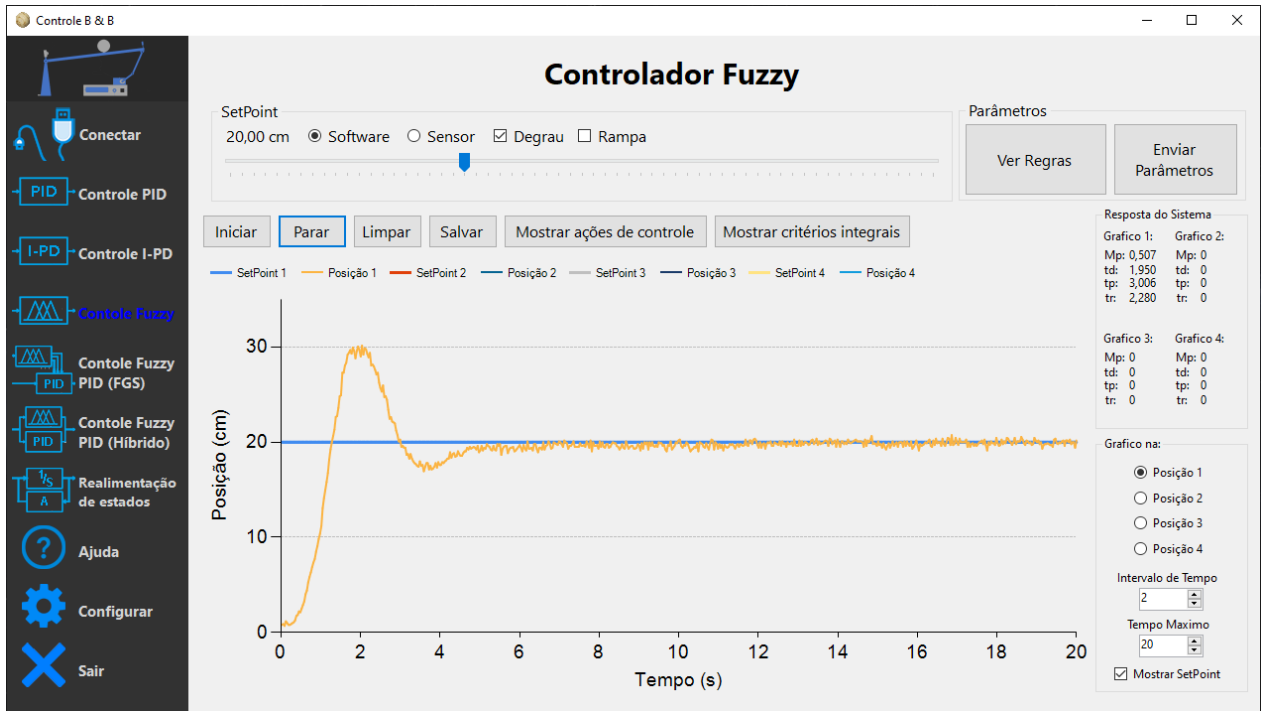 Controle B & B
Conectar
PID
Controle PID
I-PD
Controle I-PD
Contole Fuzzy
PID
Contole Fuzzy
PID (FGS)
PID
Contole Fuzzy
PID (Híbrido)
1/S
A
Realimentação
de estados
?
Ajuda
Configurar
Sair
Controlador Fuzzy
SetPoint
20,00 cm Software Sensor Degrau Rampa
Parâmetros
Ver Regras
Enviar
Parâmetros
Iniciar Parar Limpar Salvar Mostrar ações de controle Mostrar critérios integrais
SetPoint 1 Posição 1 SetPoint 2 Posição 2 SetPoint 3 Posição 3 SetPoint 4 Posição 4
Posição (cm)
30
20
10
0
0 2 4 6 8 10 12 14 16 18 20
Tempo (s)
Resposta do Sistema
Grafico 1: Grafico 2:
Mp: 0,507 Mp: 0
td: 1,950 td: 0
tp: 3,006 tp: 0
tr: 2,280 tr: 0
Grafico 3: Grafico 4:
Mp: 0 Mp: 0
td: 0 td: 0
tp: 0 tp: 0
tr: 0 tr: 0
Grafico na:
Posição 1
Posição 2
Posição 3
Posição 4
Intervalo de Tempo
2
Tempo Maximo
20
Mostrar SetPoint